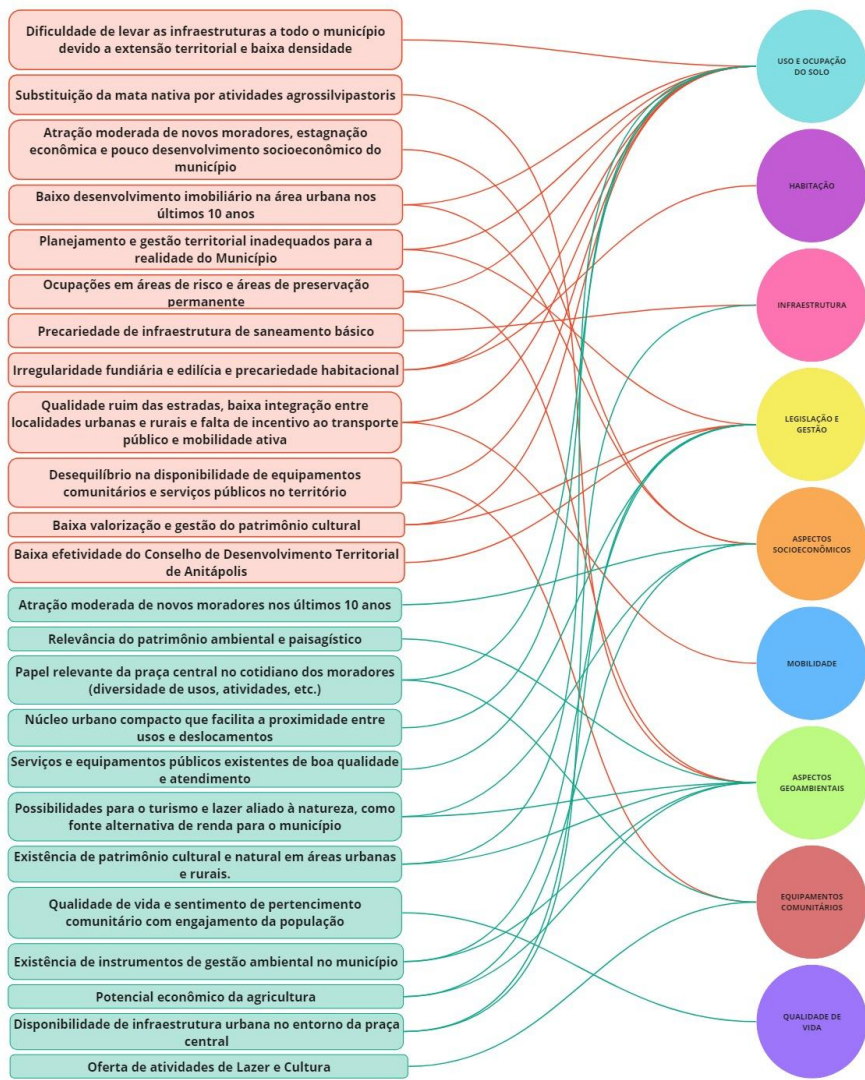 Dificuldade de levar as infraestruturas a todo o município
devido a extensão territorial e baixa densidade
Substituição da mata nativa por atividades agrossilvipastoris
Atração moderada de novos moradores, estagnação
econômica e pouco desenvolvimento socioeconômico do
município
Baixo desenvolvimento imobiliário na área urbana nos
últimos 10 anos
Planejamento e gestão territorial inadequados para a
realidade do Município
Ocupações em áreas de risco e áreas de preservação
permanente
Precariedade de infraestrutura de saneamento básico
Irregularidade fundiária e edilícia e precariedade habitacional
Qualidade ruim das estradas, baixa integração entre
localidades urbanas e rurais e falta de incentivo ao transporte
público e mobilidade ativa
Desequilíbrio na disponibilidade de equipamentos
comunitários e serviços públicos no território
Baixa valorização e gestão do patrimônio cultural
Baixa efetividade do Conselho de Desenvolvimento Territorial
de Anitápolis
Atração moderada de novos moradores nos últimos 10 anos
Relevância do patrimônio ambiental e paisagístico
Papel relevante da praça central no cotidiano dos moradores
(diversidade de usos, atividades, etc.)
Núcleo urbano compacto que facilita a proximidade entre
usos e deslocamentos
Serviços e equipamentos públicos existentes de boa qualidade
e atendimento
Possibilidades para o turismo e lazer aliado à natureza, como
fonte alternativa de renda para o município
Existência de patrimônio cultural e natural em áreas urbanas
e rurais.
Qualidade de vida e sentimento de pertencimento
comunitário com engajamento da população
Existência de instrumentos de gestão ambiental no município
Potencial econômico da agricultura
Disponibilidade de infraestrutura urbana no entorno da praça
central
Oferta de atividades de Lazer e Cultura
USO E OCUPAÇÃO
DO SOLO
HABITAÇÃO
INFRAESTRUTURA
LEGISLAÇÃO E
GESTÃO
ASPECTOS
SOCIOECONÔMICOS
MOBILIDADE
ASPECTOS
GEOAMBIENTAIS
EQUIPAMENTOS
COMUNITÁRIOS
QUALIDADE DE
VIDA